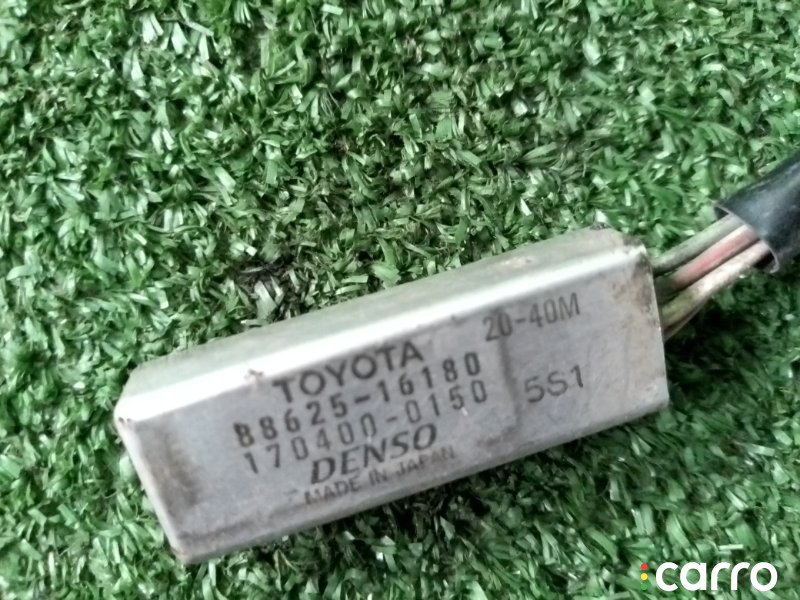 20-40M
TOYOTA
88625-16180
170400-0150
5S1
DENSO
MADE IN JAPAN
carro